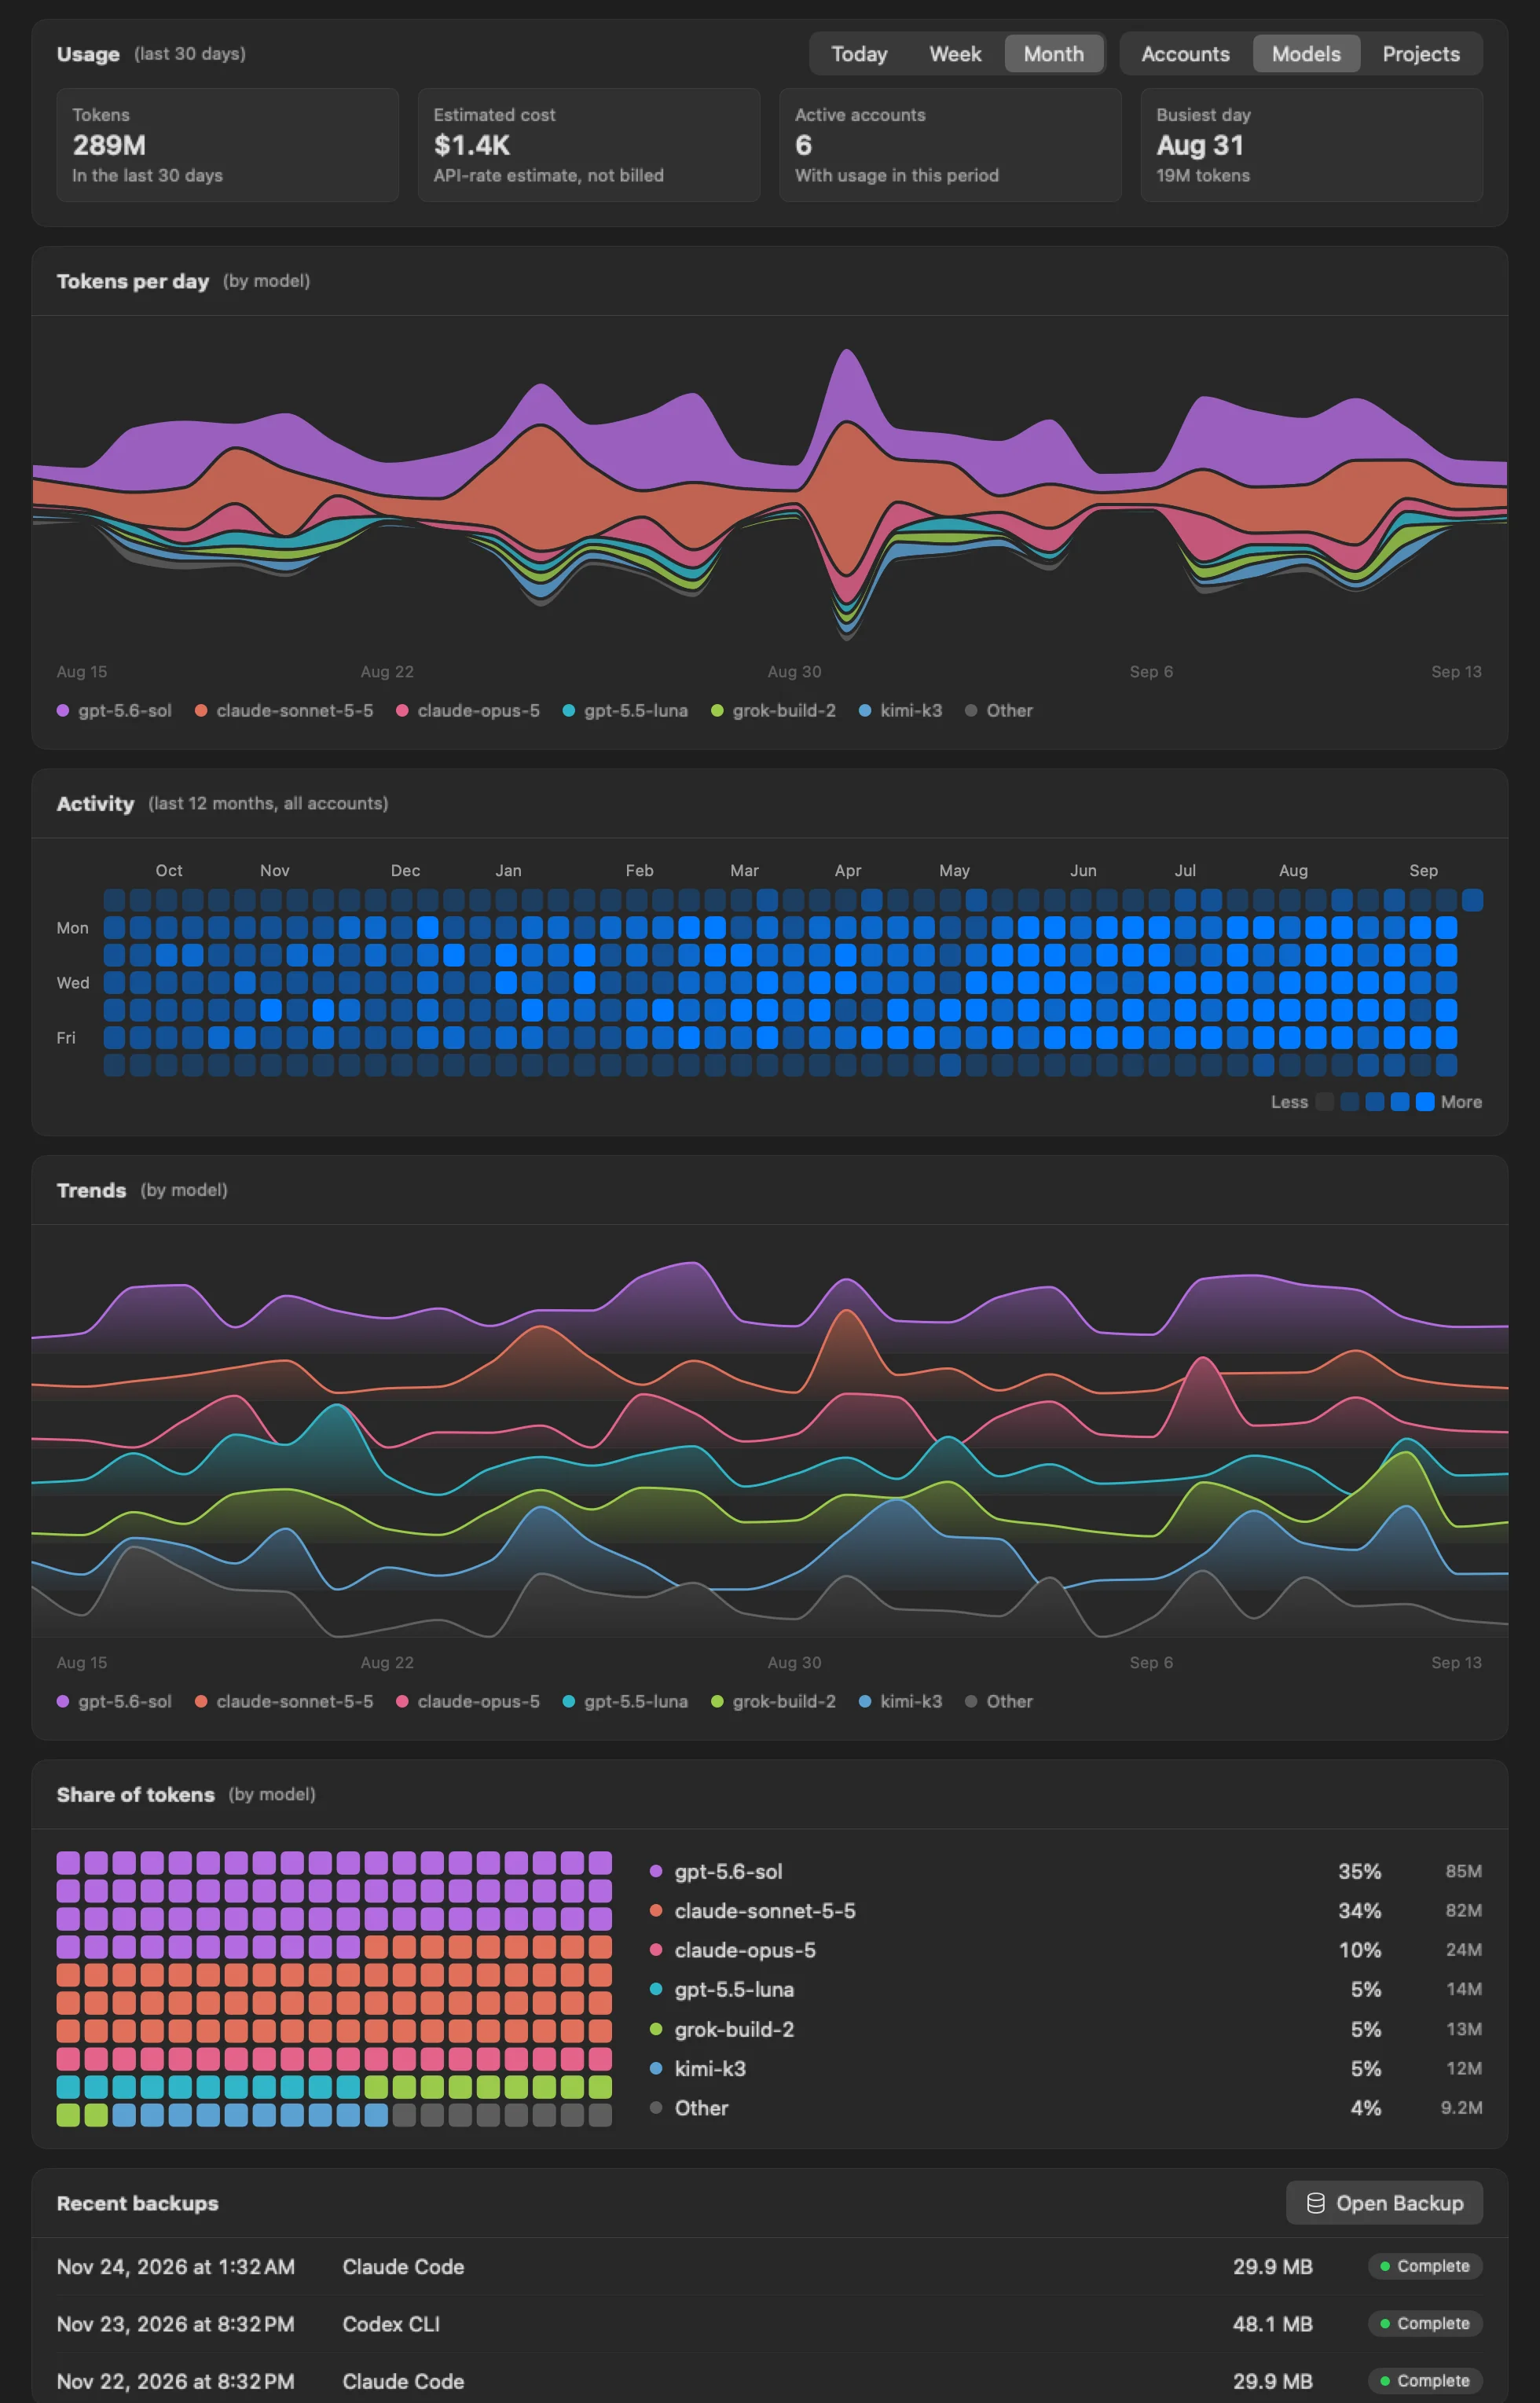 Usage (last 30 days)
Today Week Month
Accounts Models Projects
Tokens
289M
In the last 30 days
Estimated cost
$1.4K
API-rate estimate, not billed
Active accounts
6
With usage in this period
Busiest day
Aug 31
19M tokens
Tokens per day (by model)
Aug 15 Aug 22 Aug 30 Sep 6 Sep 13
gpt-5.6-sol claude-sonnet-5-5 claude-opus-5 gpt-5.5-luna grok-build-2 kimi-k3 Other
Activity (last 12 months, all accounts)
Oct Nov Dec Jan Feb Mar Apr May Jun Jul Aug Sep
Mon
Wed
Fri
Less More
Trends (by model)
Aug 15 Aug 22 Aug 30 Sep 6 Sep 13
gpt-5.6-sol claude-sonnet-5-5 claude-opus-5 gpt-5.5-luna grok-build-2 kimi-k3 Other
Share of tokens (by model)
gpt-5.6-sol 35% 85M
claude-sonnet-5-5 34% 82M
claude-opus-5 10% 24M
gpt-5.5-luna 5% 14M
grok-build-2 5% 13M
kimi-k3 5% 12M
Other 4% 9.2M
Recent backups Open Backup
Nov 24, 2026 at 1:32 AM Claude Code 29.9 MB Complete
Nov 23, 2026 at 8:32 PM Codex CLI 48.1 MB Complete
Nov 22, 2026 at 8:32 PM Claude Code 29.9 MB Complete